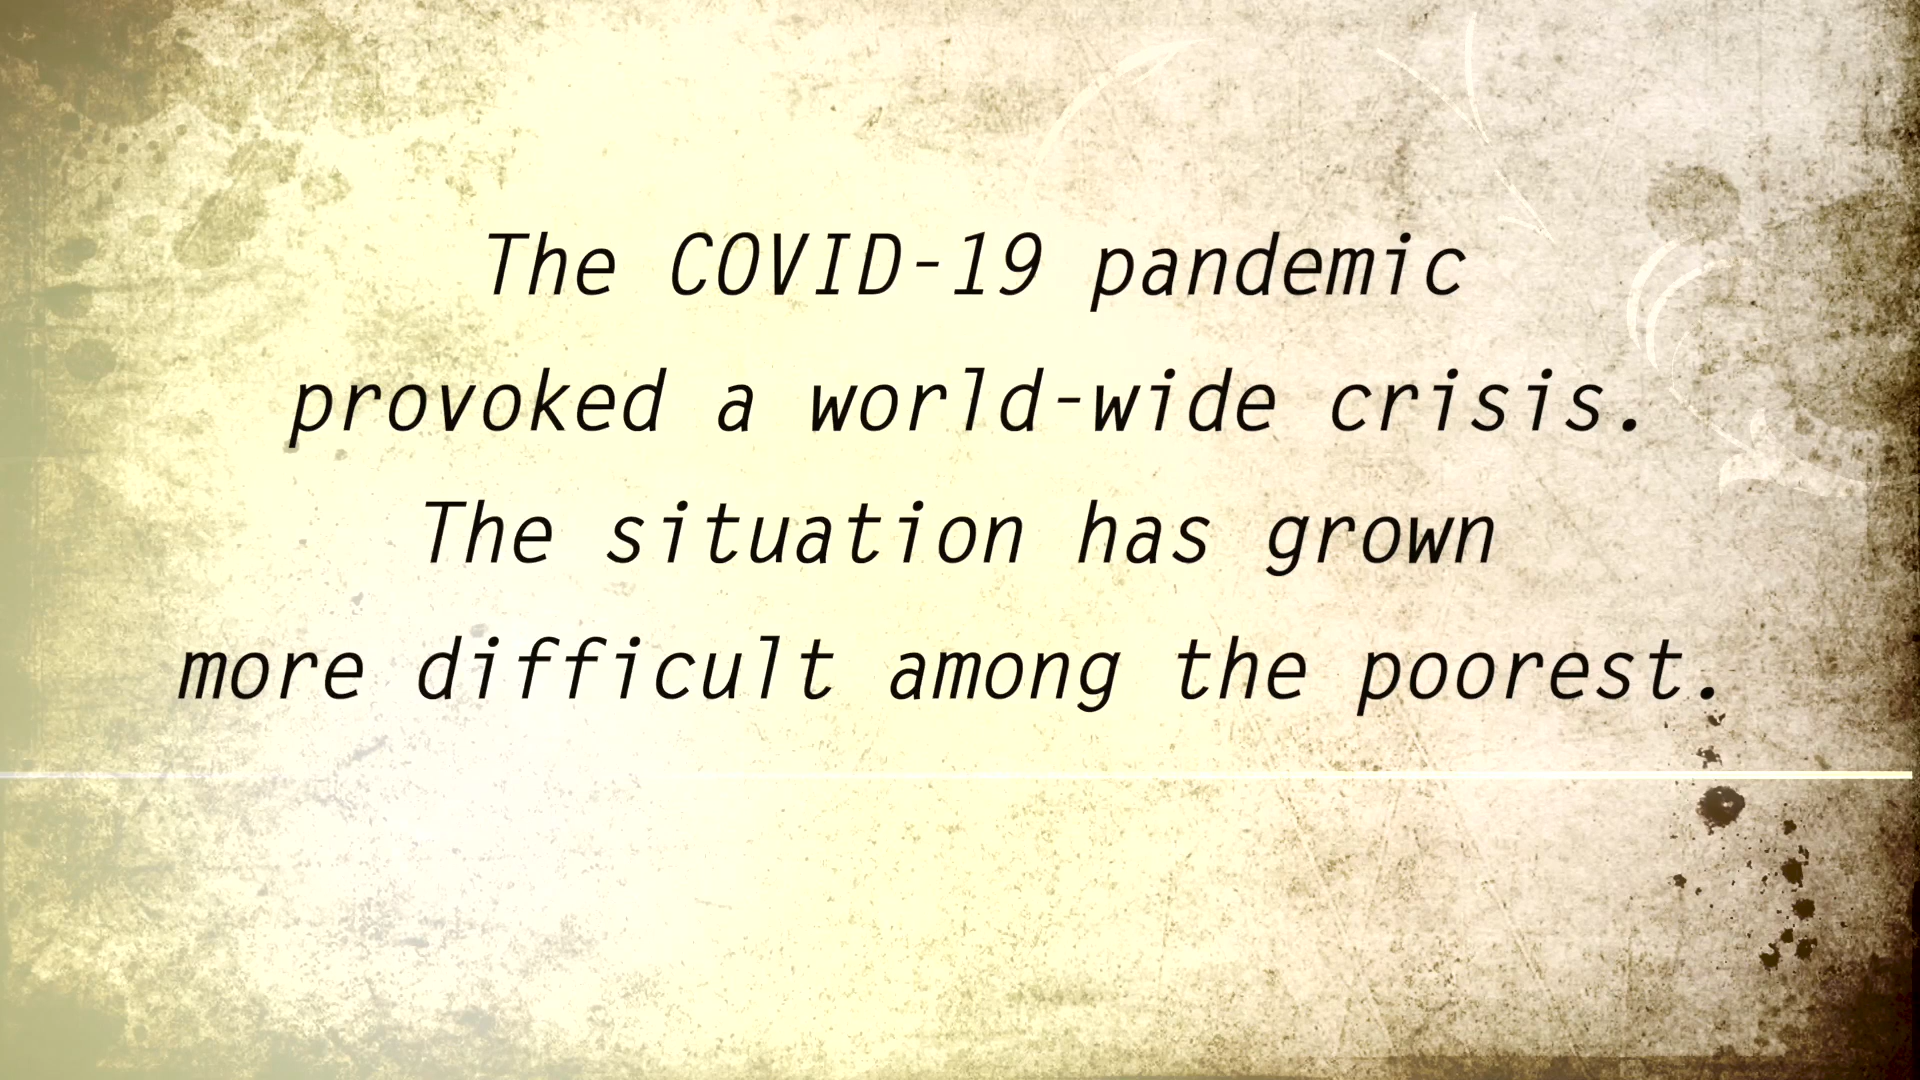 The COVID-19 pandemic
provoked a world-wide crisis.
The situation has grown
more difficult among the poorest.